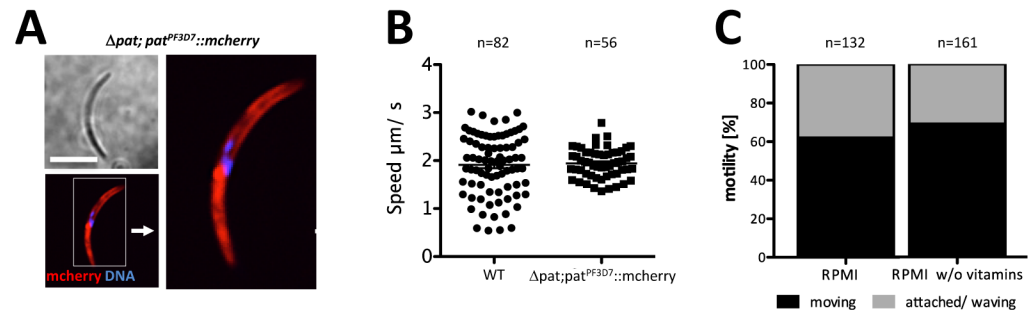 A
Δpat; pat^PF3D7::mcherry
mcherry DNA
B
n=82 n=56
Speed μm/ s
4
3
2
1
0
WT Δpat;pat^PF3D7::mcherry
C
n=132 n=161
motility [%]
100
80
60
40
20
0
RPMI RPMI w/o vitamins
moving attached/ waving